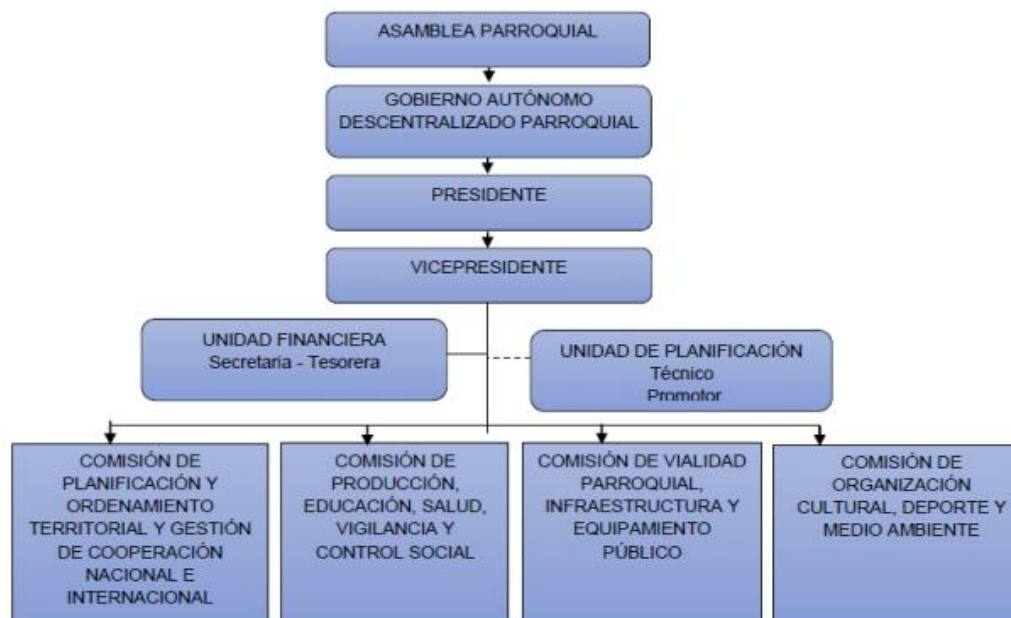 ASAMBLEA PARROQUIAL
GOBIERNO AUTÓNOMO
DESCENTRALIZADO PARROQUIAL
PRESIDENTE
VICEPRESIDENTE
UNIDAD FINANCIERA
Secretaria - Tesorera
UNIDAD DE PLANIFICACIÓN
Técnico
Promotor
COMISIÓN DE
PLANIFICACIÓN Y
ORDENAMIENTO
TERRITORIAL Y GESTIÓN
DE COOPERACIÓN
NACIONAL E
INTERNACIONAL
COMISIÓN DE
PRODUCCIÓN,
EDUCACIÓN, SALUD,
VIGILANCIA Y
CONTROL SOCIAL
COMISIÓN DE VIALIDAD
PARROQUIAL,
INFRAESTRUCTURA Y
EQUIPAMIENTO
PÚBLICO
COMISIÓN DE
ORGANIZACIÓN
CULTURAL, DEPORTE Y
MEDIO AMBIENTE